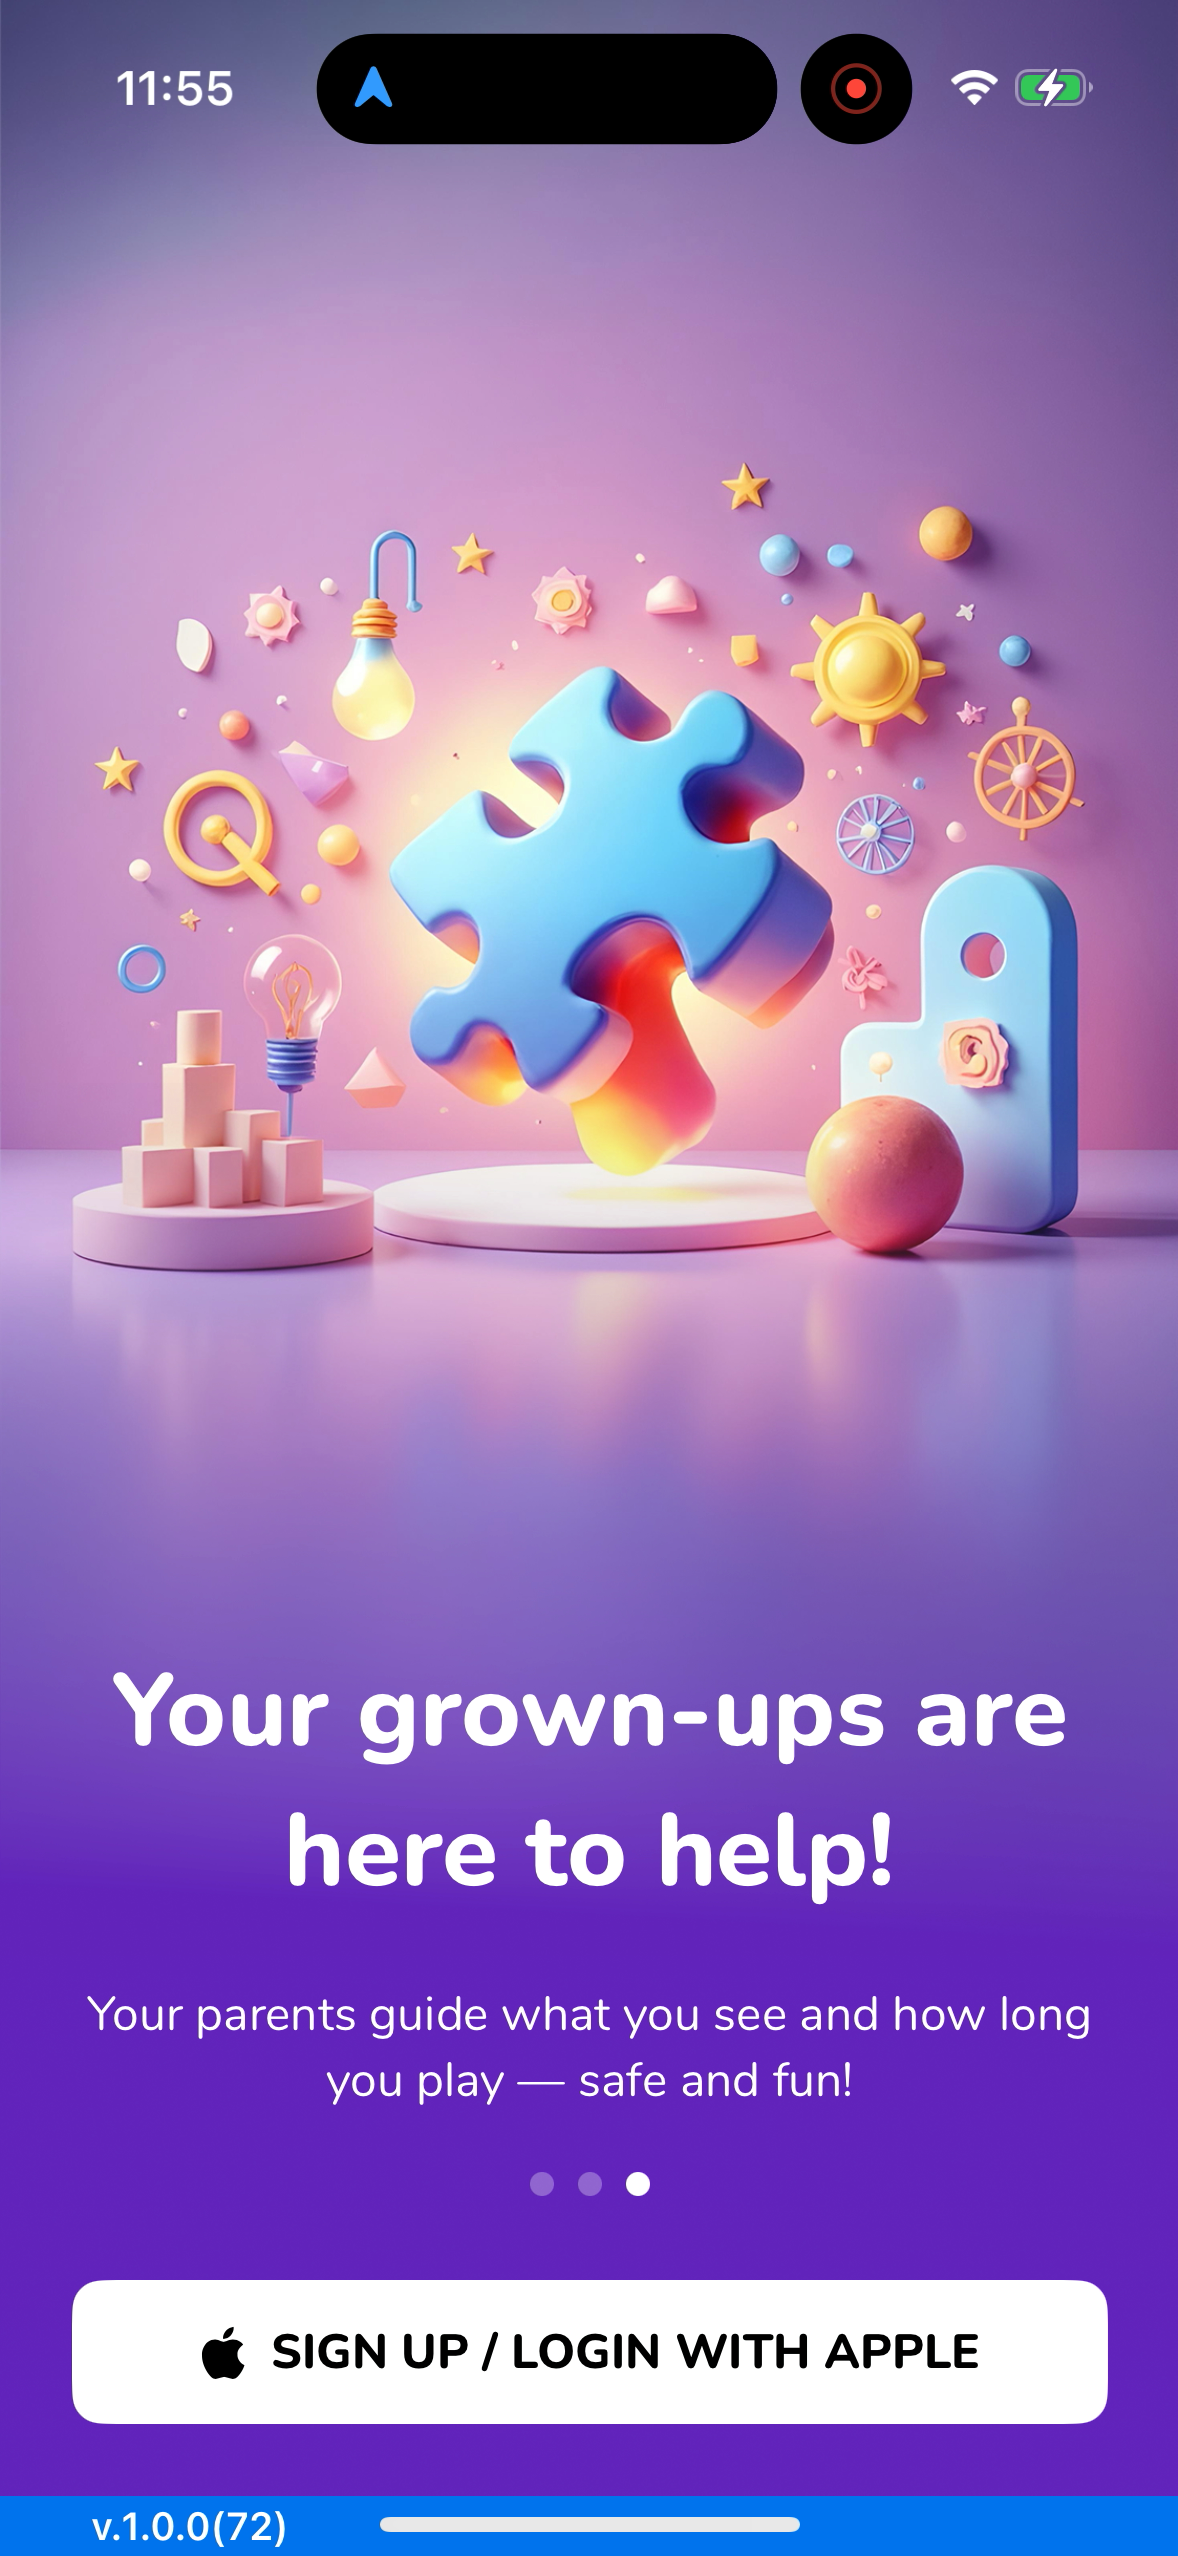 11:55
Your grown-ups are
here to help!
Your parents guide what you see and how long
you play — safe and fun!
SIGN UP / LOGIN WITH APPLE
v.1.0.0(72)